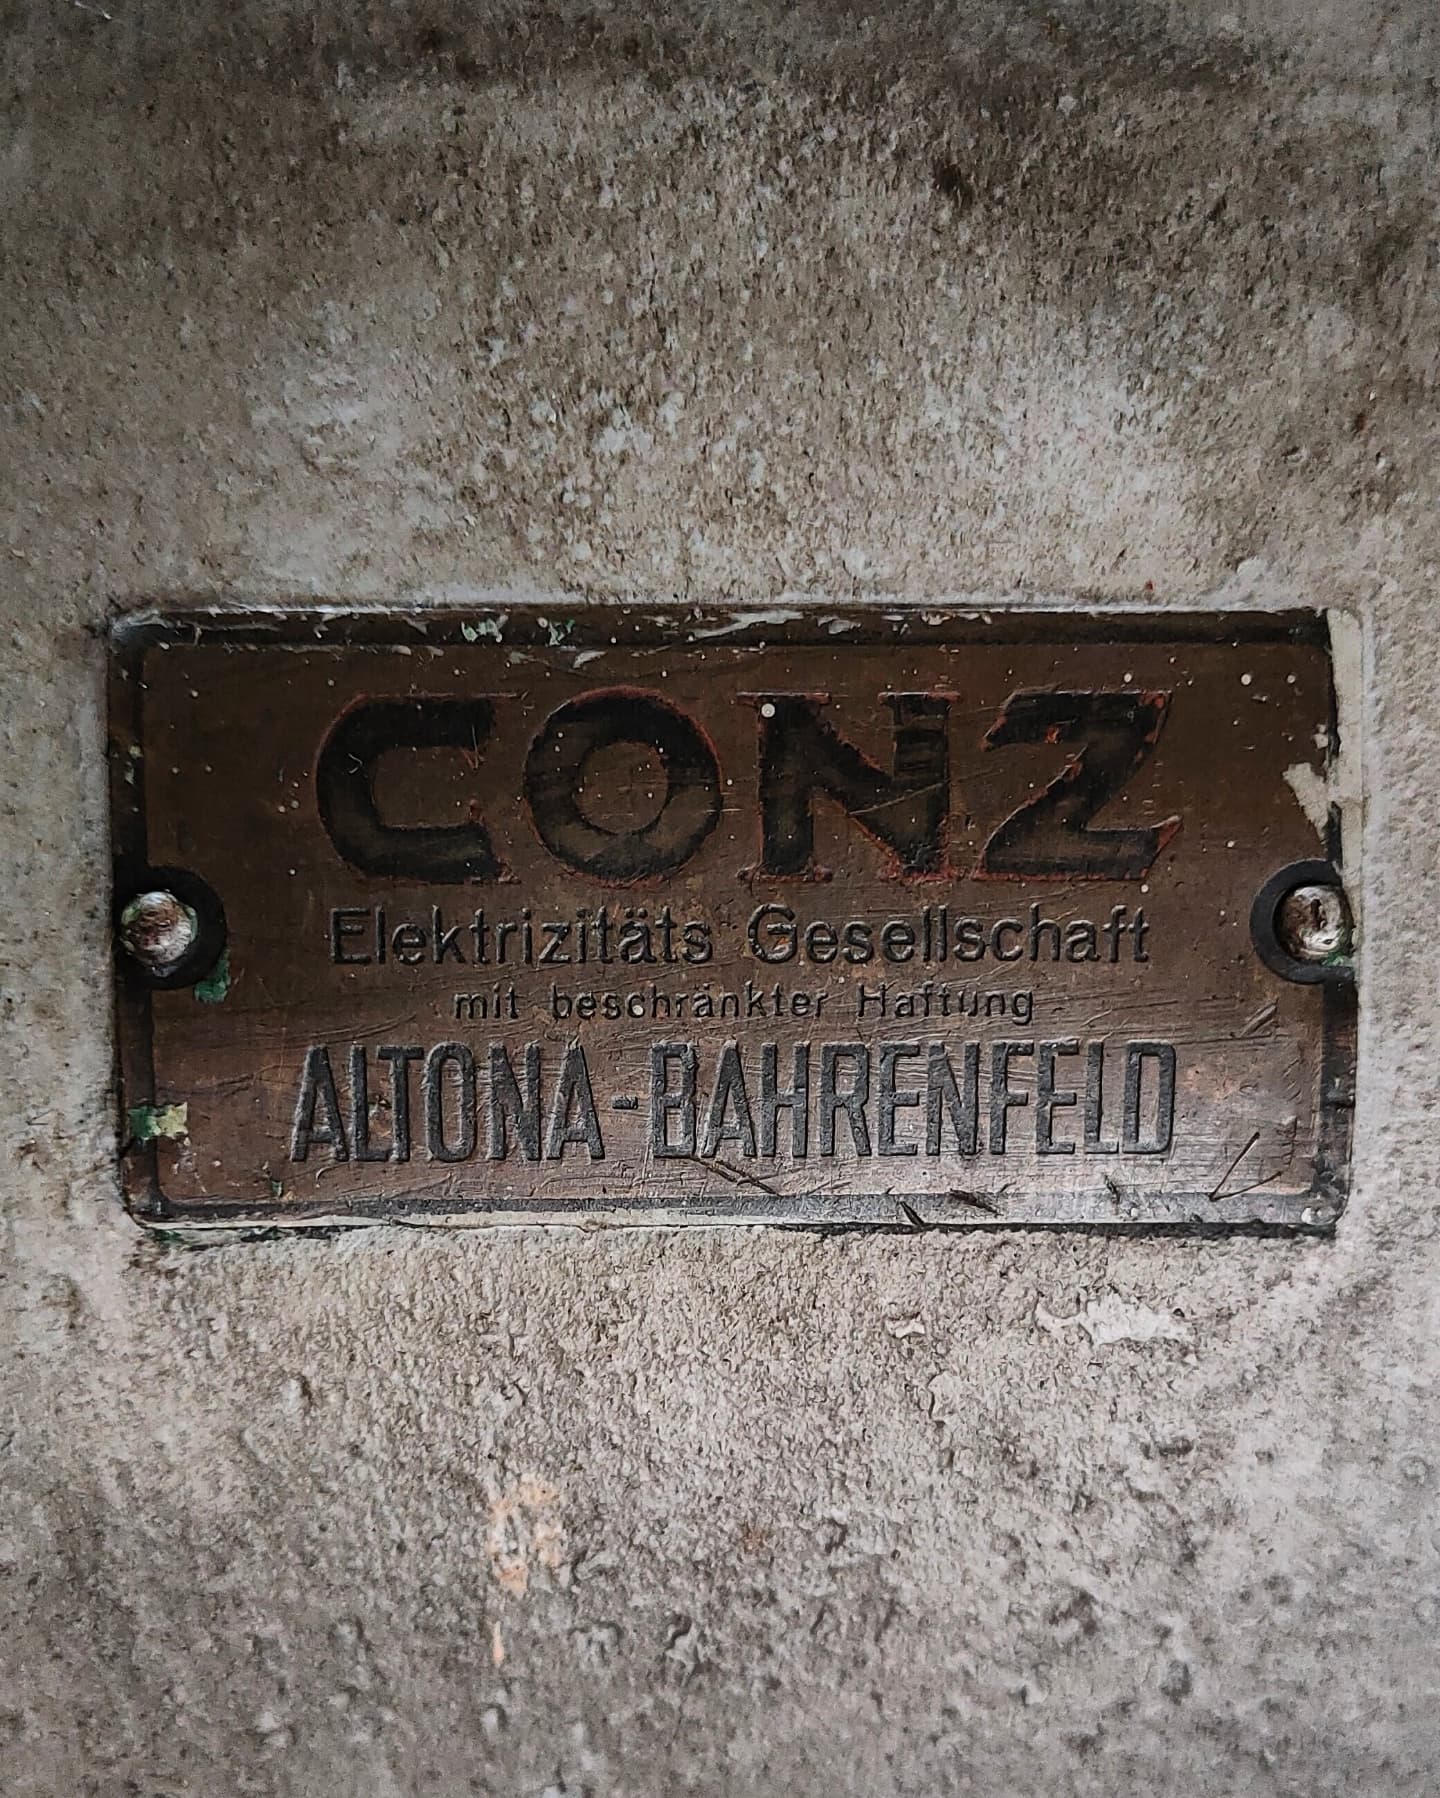 CONZ
Elektrizitäts Gesellschaft
mit beschränkter Haftung
ALTONA-BAHRENFELD